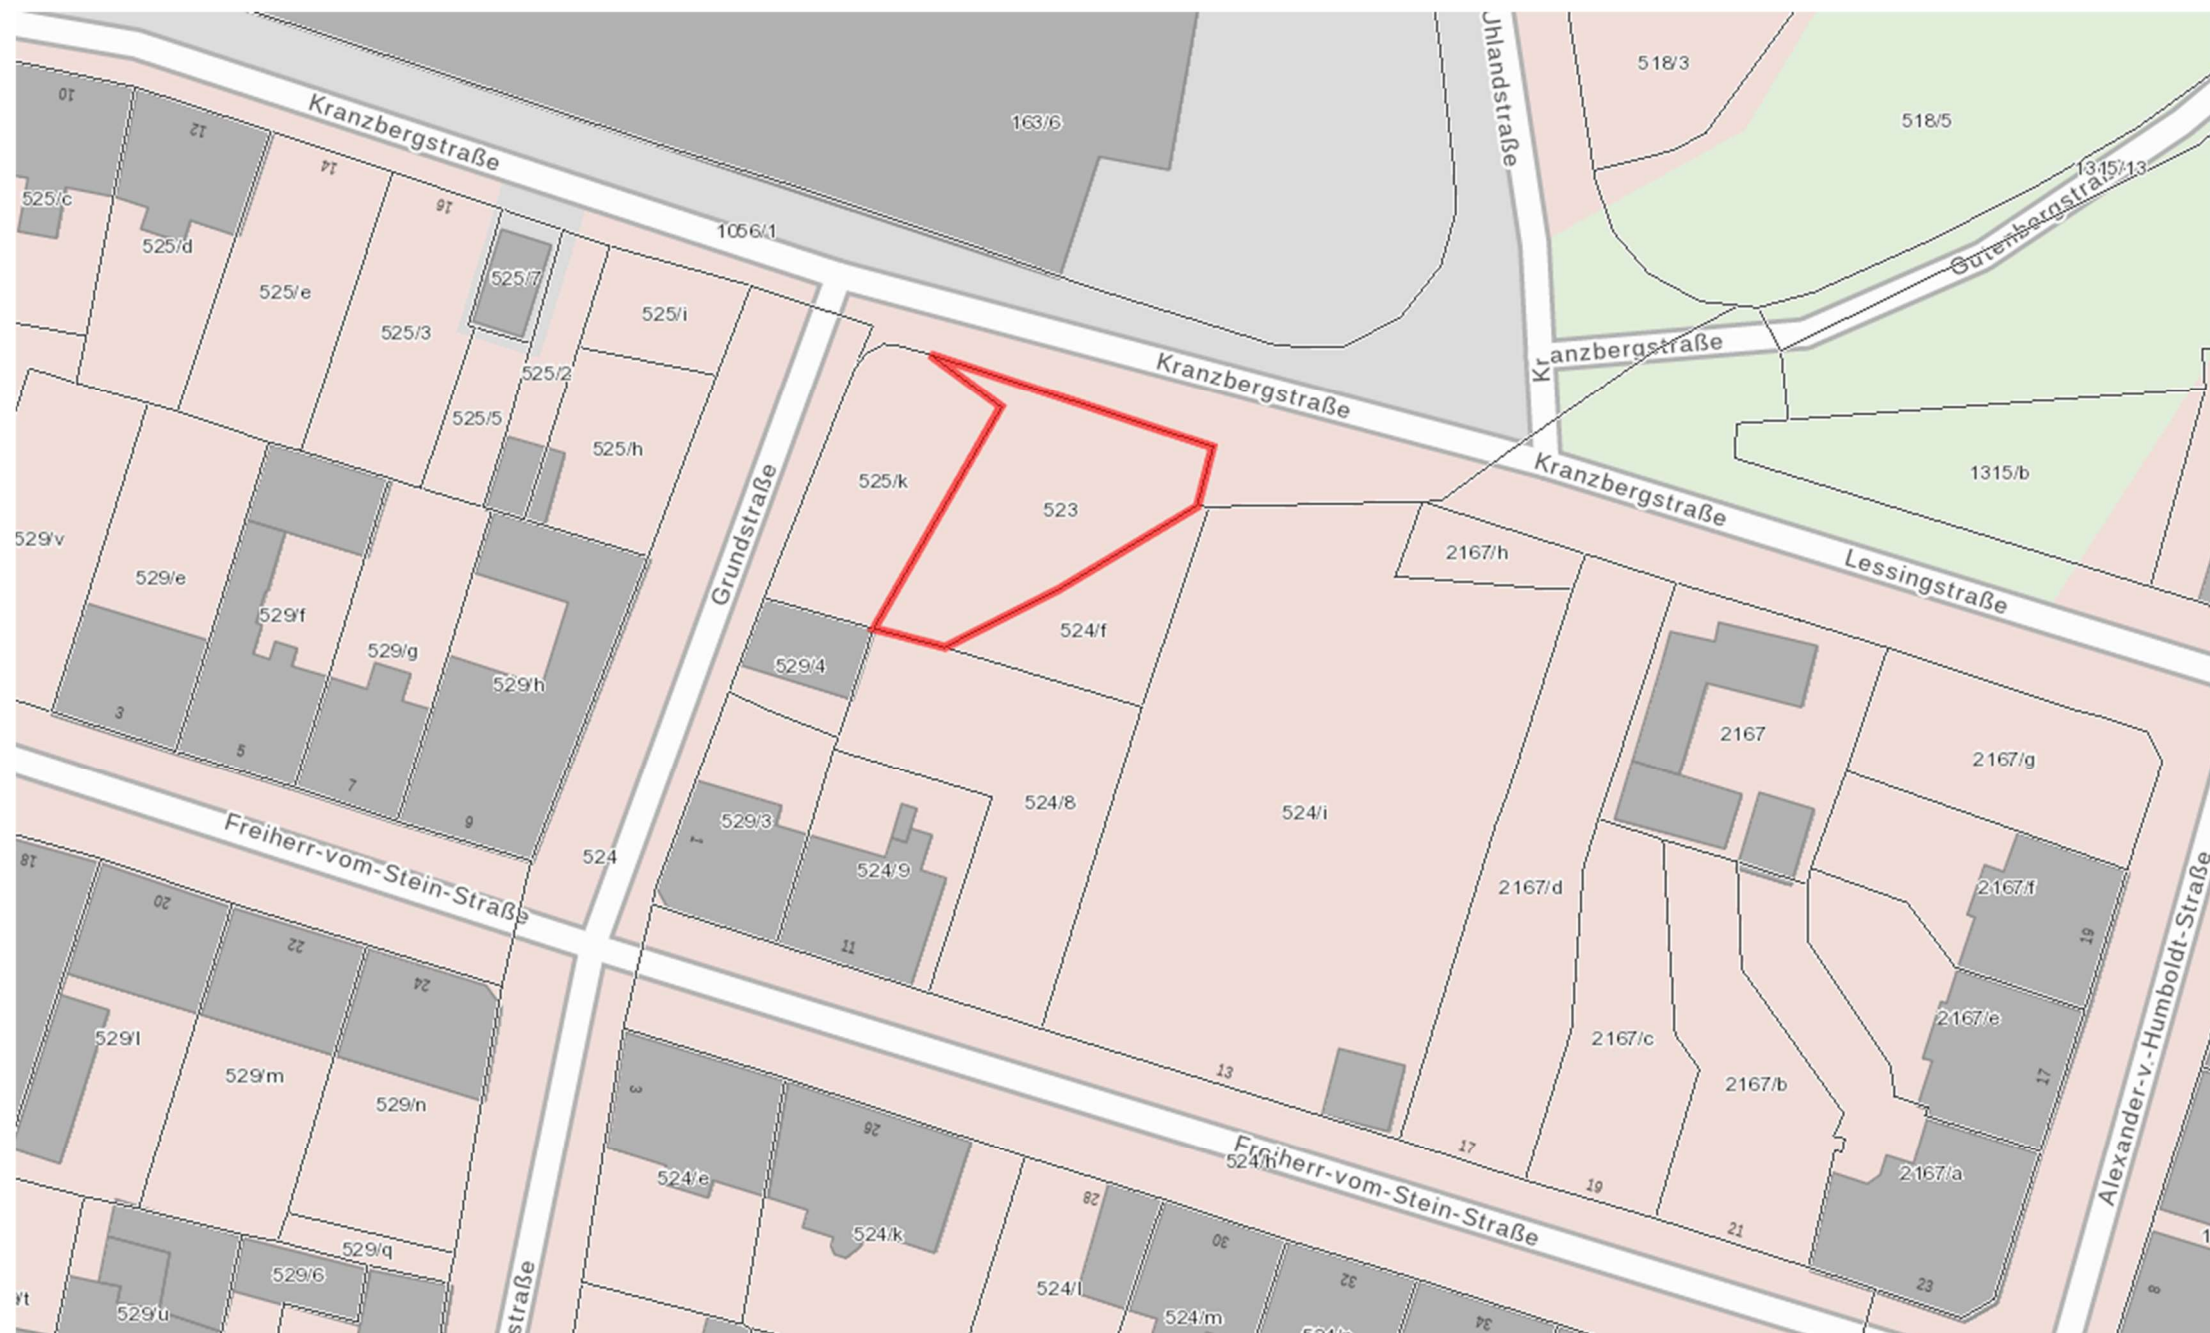 518/3
518/5
163/6
10
12
14
16
Kranzbergstraße
Uhlandstraße
1315/13
Gutenbergstraße
525/c
525/d
525/e
525/3
525/7
525/i
1056/1
525/2
525/5
525/h
525/k
523
Kranzbergstraße
Kranzbergstraße
Kranzbergstraße
1315/b
Lessingstraße
Grundstraße
529/v
529/e
529/f
529/g
529/h
529/4
524/f
2167/h
2167
2167/g
3
5
7
9
529/3
1
524/9
11
524/8
524/i
2167/d
2167/f
19
2167/e
17
Alexander-v.-Humboldt-Straße
Freiherr-vom-Stein-Straße
524
18
20
22
24
529/l
529/m
529/n
13
17
19
21
23
2167/c
2167/b
2167/a
3
26
524/e
524/k
524/h
Freiherr-vom-Stein-Straße
28
30
32
34
524/l
524/m
529/q
529/6
529/u
straße
8